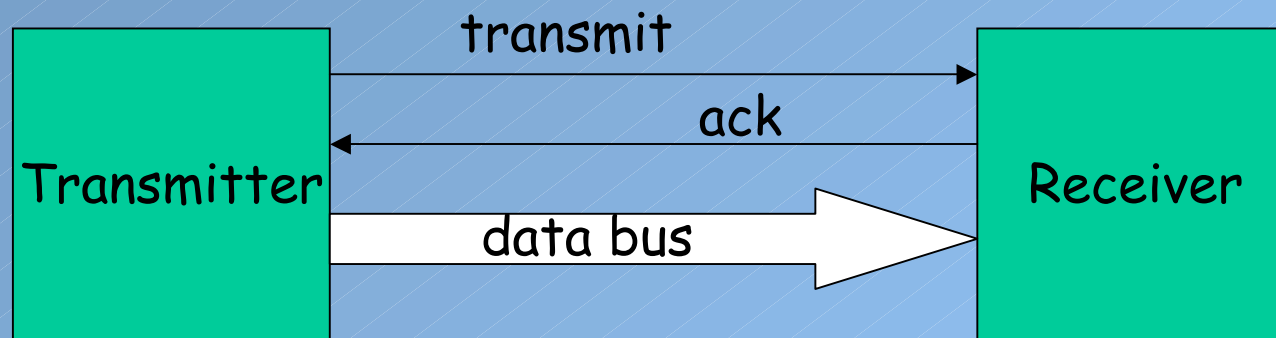 transmit
ack
Transmitter
Receiver
data bus